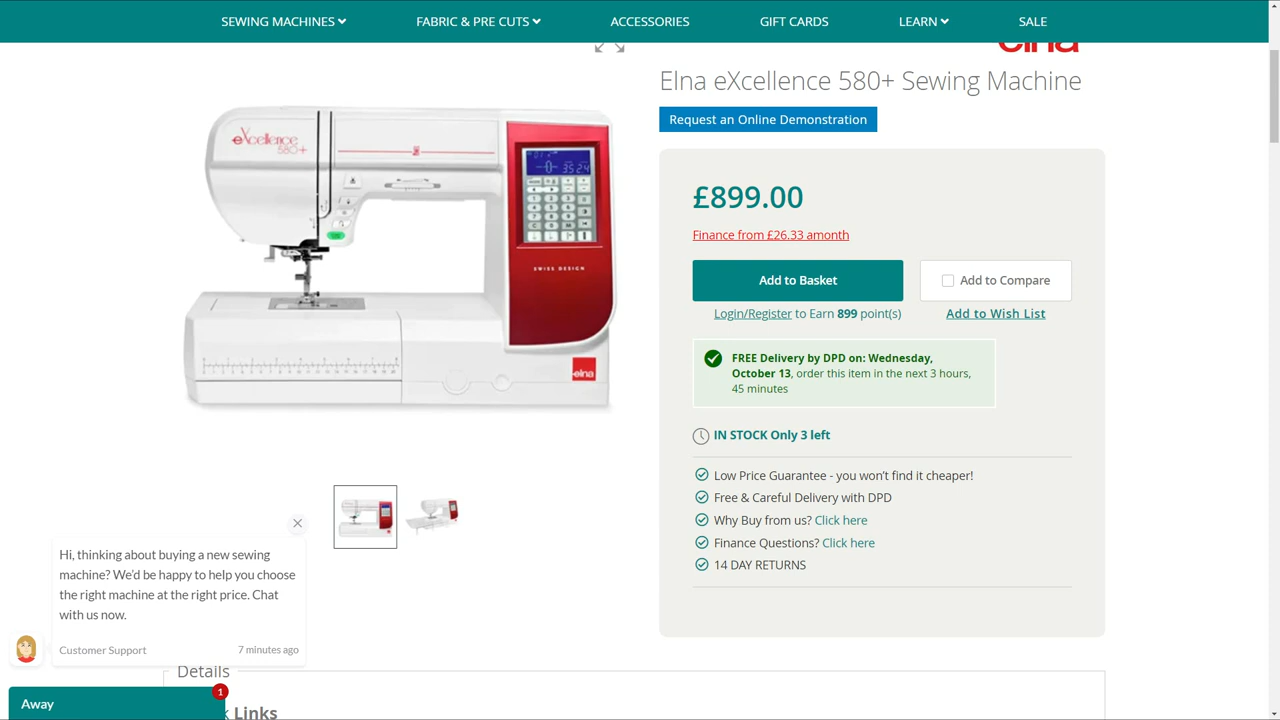 SEWING MACHINES
FABRIC & PRE CUTS
ACCESSORIES
GIFT CARDS
LEARN
SALE
elna
Elna eXcellence 580+ Sewing Machine
Request an Online Demonstration
eXcellence
580+
SWISS DESIGN
elna
£899.00
Finance from £26.33 amonth
Add to Basket
Add to Compare
Login/Register to Earn 899 point(s)
Add to Wish List
FREE Delivery by DPD on: Wednesday,
October 13, order this item in the next 3 hours,
45 minutes
IN STOCK Only 3 left
Low Price Guarantee - you won't find it cheaper!
Free & Careful Delivery with DPD
Why Buy from us? Click here
Finance Questions? Click here
14 DAY RETURNS
Hi, thinking about buying a new sewing
machine? We'd be happy to help you choose
the right machine at the right price. Chat
with us now.
Customer Support
7 minutes ago
Details
Away
1
Links